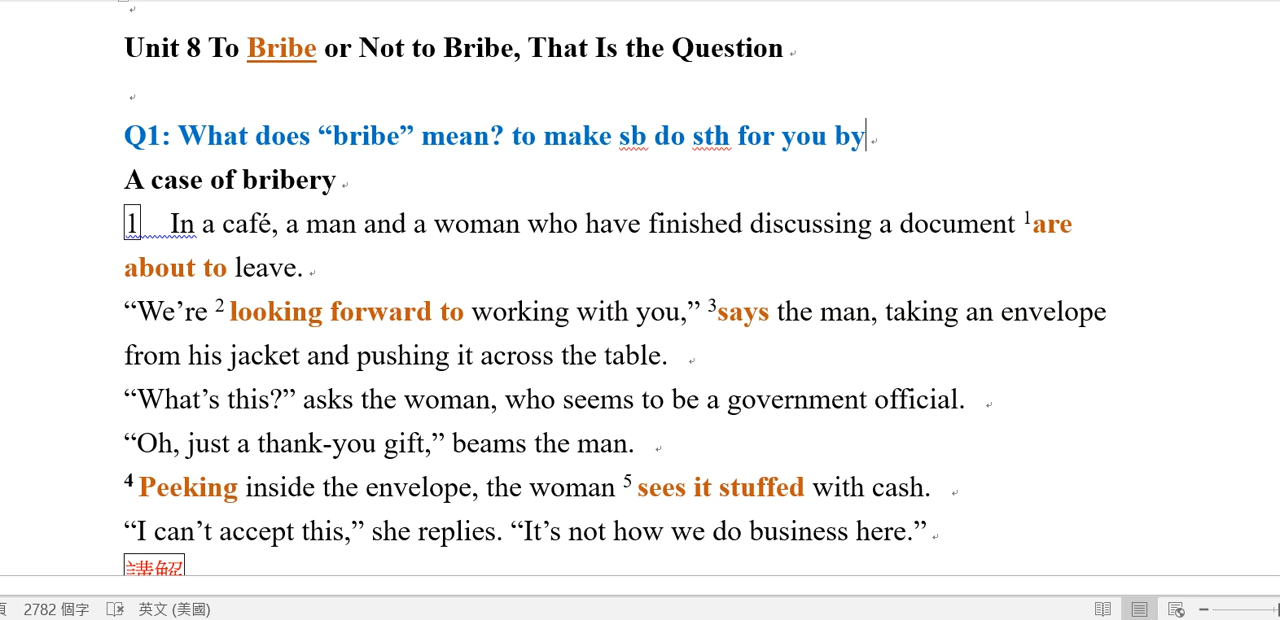 Unit 8 To Bribe or Not to Bribe, That Is the Question
Q1: What does “bribe” mean? to make sb do sth for you by
A case of bribery
1 In a café, a man and a woman who have finished discussing a document 1are
about to leave.
“We’re 2 looking forward to working with you,” 3says the man, taking an envelope
from his jacket and pushing it across the table.
“What’s this?” asks the woman, who seems to be a government official.
“Oh, just a thank-you gift,” beams the man.
4 Peeking inside the envelope, the woman 5 sees it stuffed with cash.
“I can’t accept this,” she replies. “It’s not how we do business here.”
講解
頁 2782 個字 英文 (美國)